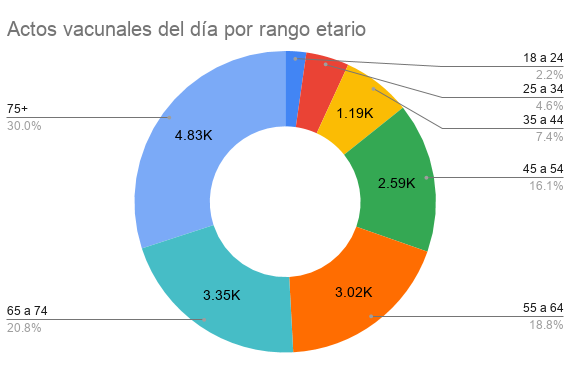 Actos vacunales del día por rango etario
18 a 24
2.2%
25 a 34
4.6%
35 a 44
7.4%
75+
30.0%
4.83K
1.19K
45 a 54
16.1%
2.59K
3.35K
3.02K
65 a 74
20.8%
55 a 64
18.8%